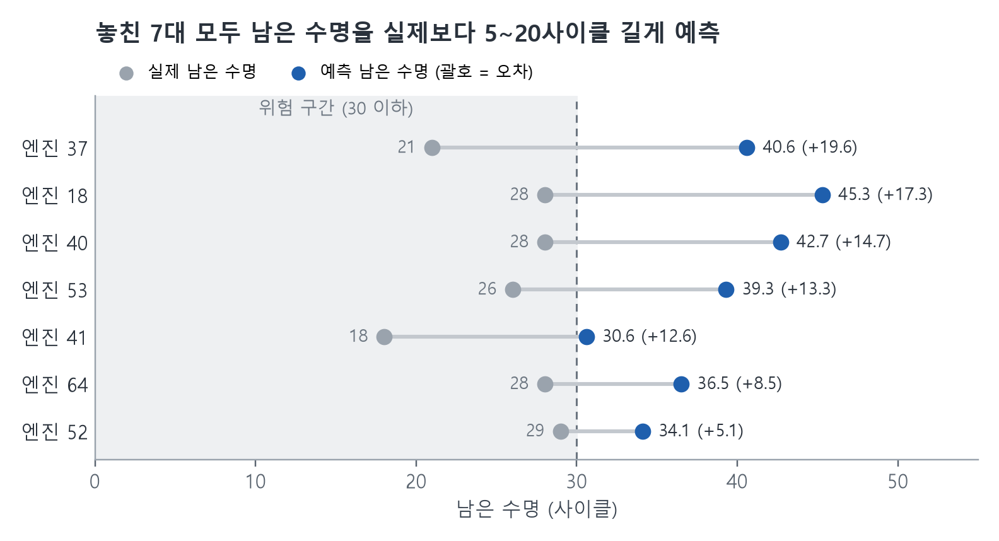 놓친 7대 모두 남은 수명을 실제보다 5~20사이클 길게 예측
실제 남은 수명 예측 남은 수명 (괄호 = 오차)
위험 구간 (30 이하)
엔진 37 21 40.6 (+19.6)
엔진 18 28 45.3 (+17.3)
엔진 40 28 42.7 (+14.7)
엔진 53 26 39.3 (+13.3)
엔진 41 18 30.6 (+12.6)
엔진 64 28 36.5 (+8.5)
엔진 52 29 34.1 (+5.1)
0 10 20 30 40 50
남은 수명 (사이클)